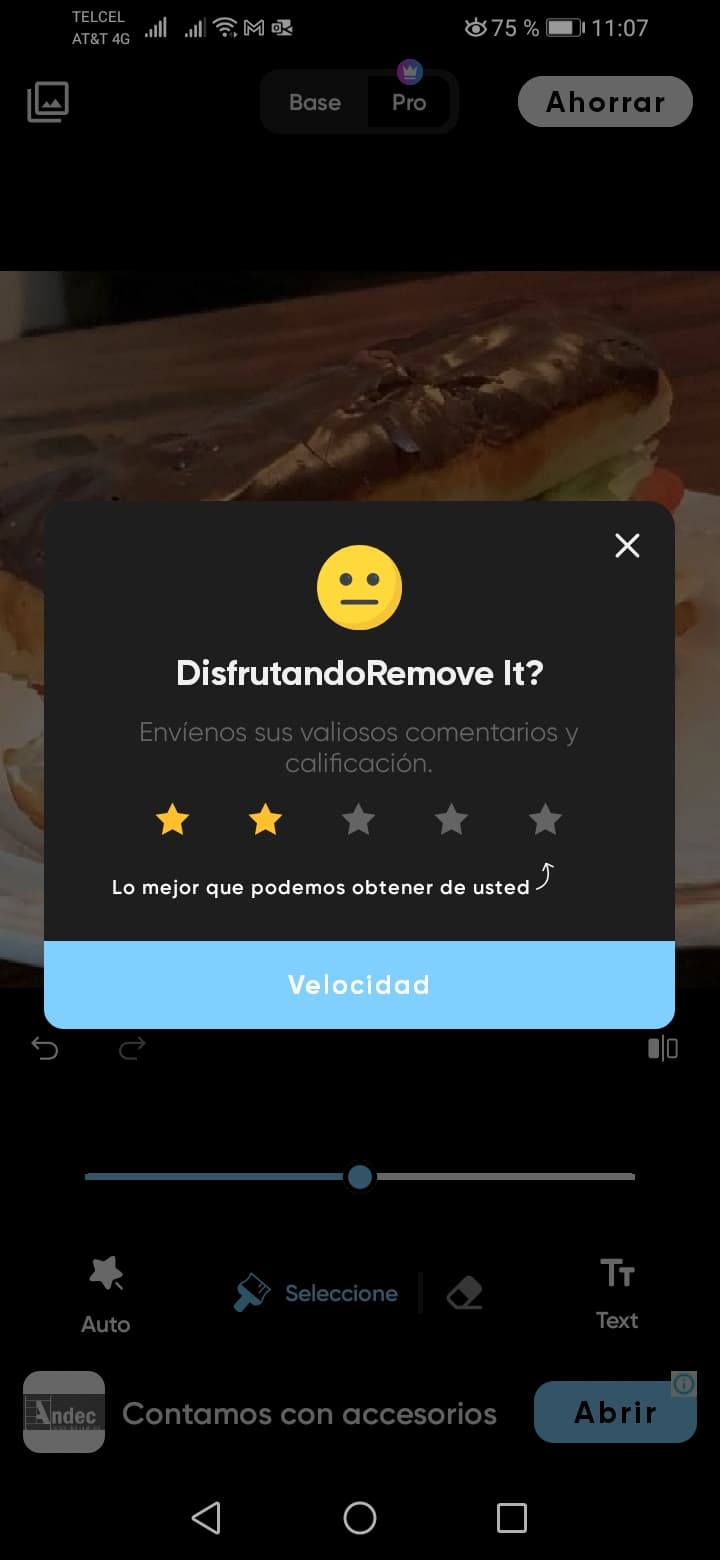 TELCEL
AT&T 4G
75 %
11:07
Base
Pro
Ahorrar
DisfrutandoRemove It?
Envíenos sus valiosos comentarios y
calificación.
Lo mejor que podemos obtener de usted
Velocidad
Auto
Seleccione
Text
Andec
Contamos con accesorios
Abrir